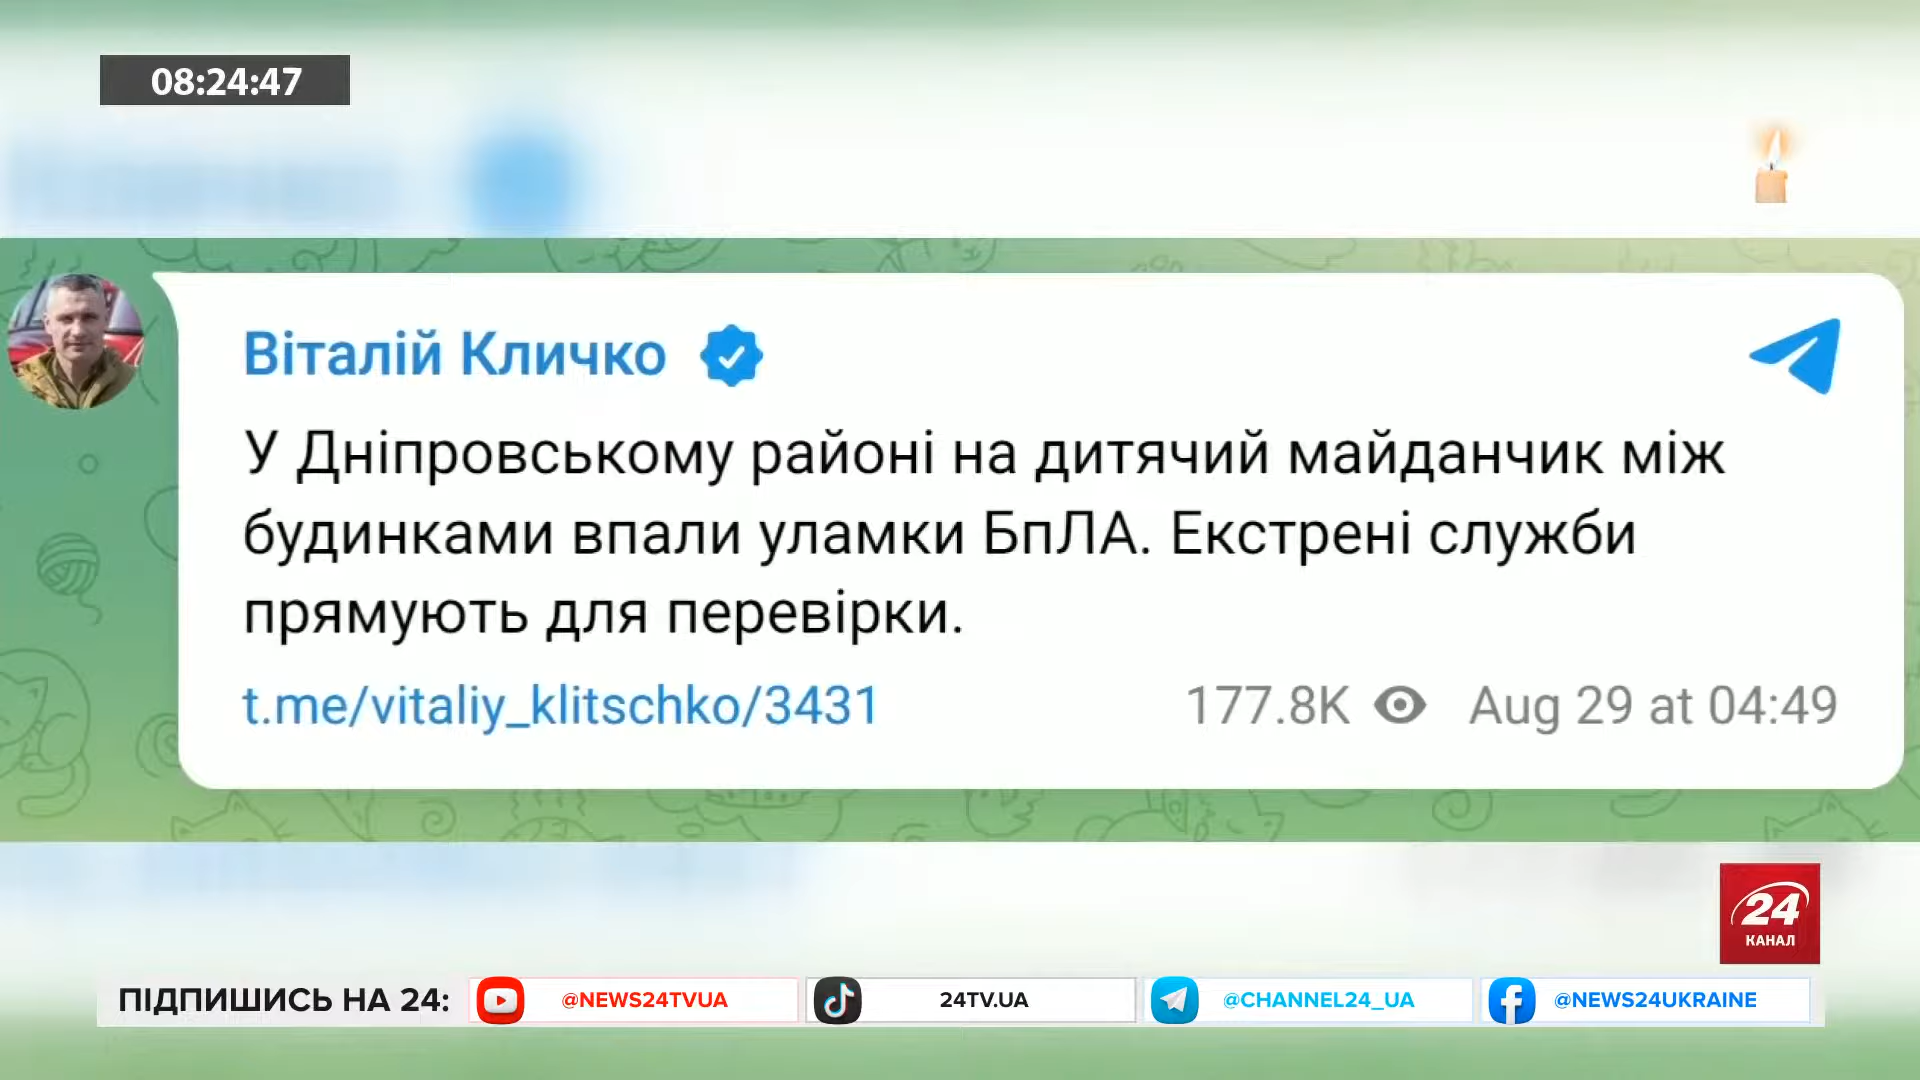 08:24:47
Віталій Кличко
У Дніпровському районі на дитячий майданчик між
будинками впали уламки БпЛА. Екстрені служби
прямують для перевірки.
t.me/vitaliy_klitschko/3431 177.8K Aug 29 at 04:49
24
КАНАЛ
ПІДПИШИСЬ НА 24: @NEWS24TVUA 24TV.UA @CHANNEL24_UA @NEWS24UKRAINE